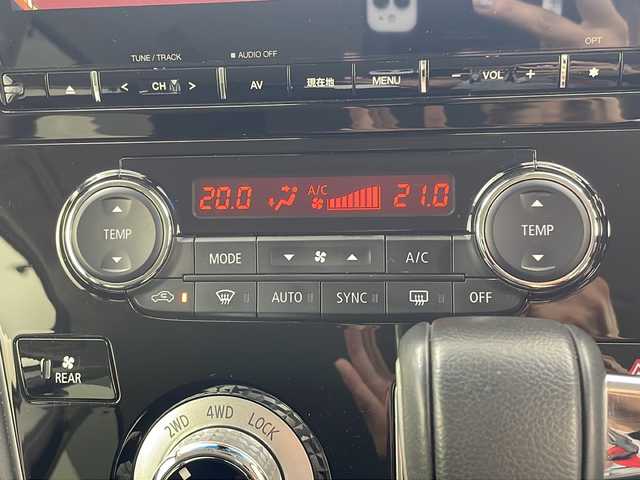 TUNE / TRACK
AUDIO OFF
OPT
< CH >
AV
現在地
MENU
− VOL +
20.0
A/C
21.0
TEMP
TEMP
MODE
A/C
AUTO
SYNC
OFF
REAR
2WD
4WD
LOCK